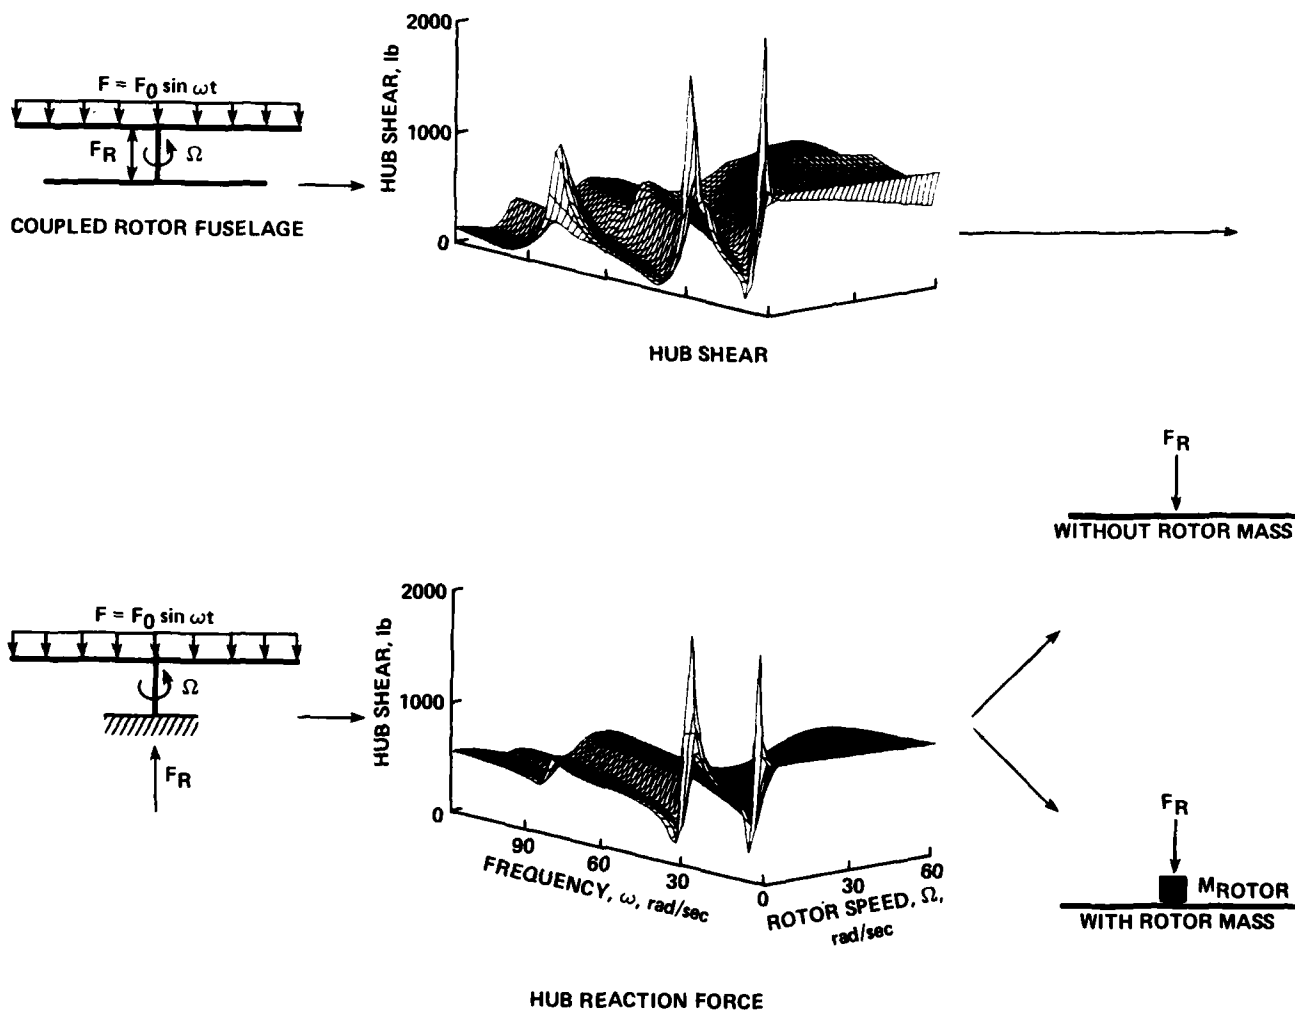 F = F0 sin ωt
FR
Ω
COUPLED ROTOR FUSELAGE
2000
1000
0
HUB SHEAR, lb
HUB SHEAR
FR
WITHOUT ROTOR MASS
F = F0 sin ωt
Ω
FR
2000
1000
0
HUB SHEAR, lb
90
60
30
0
30
60
FREQUENCY, ω, rad/sec
ROTOR SPEED, Ω,
rad/sec
FR
MROTOR
WITH ROTOR MASS
HUB REACTION FORCE